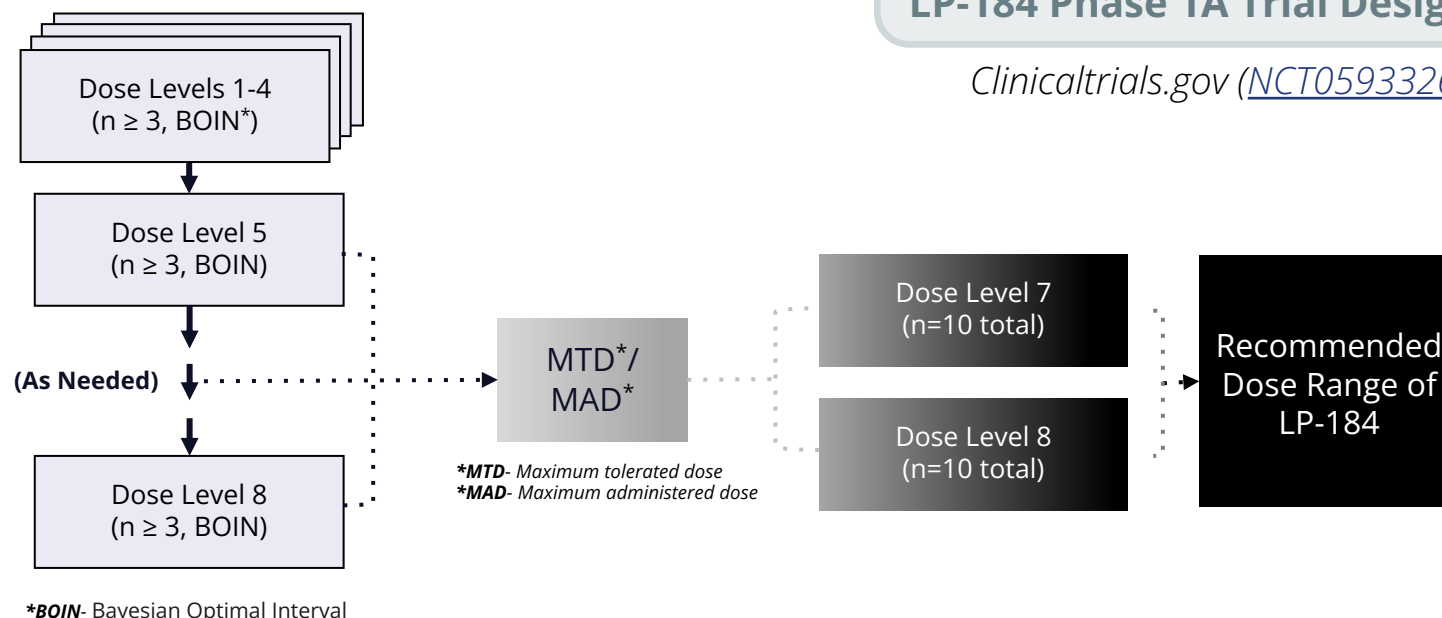 LP-184 Phase 1A Trial
Clinicaltrials.gov (
Dose Levels 1-4
(n ≥ 3, BOIN*)
Dose Level 5
(n ≥ 3, BOIN)
(As Needed)
Dose Level 8
(n ≥ 3, BOIN)
*BOIN- Bayesian Optimal Interval
MTD*/
MAD*
*MTD- Maximum tolerated dose
*MAD- Maximum administered dose
Dose Level 7
(n=10 total)
Dose Level 8
(n=10 total)
Recommended
Dose Range of
LP-184